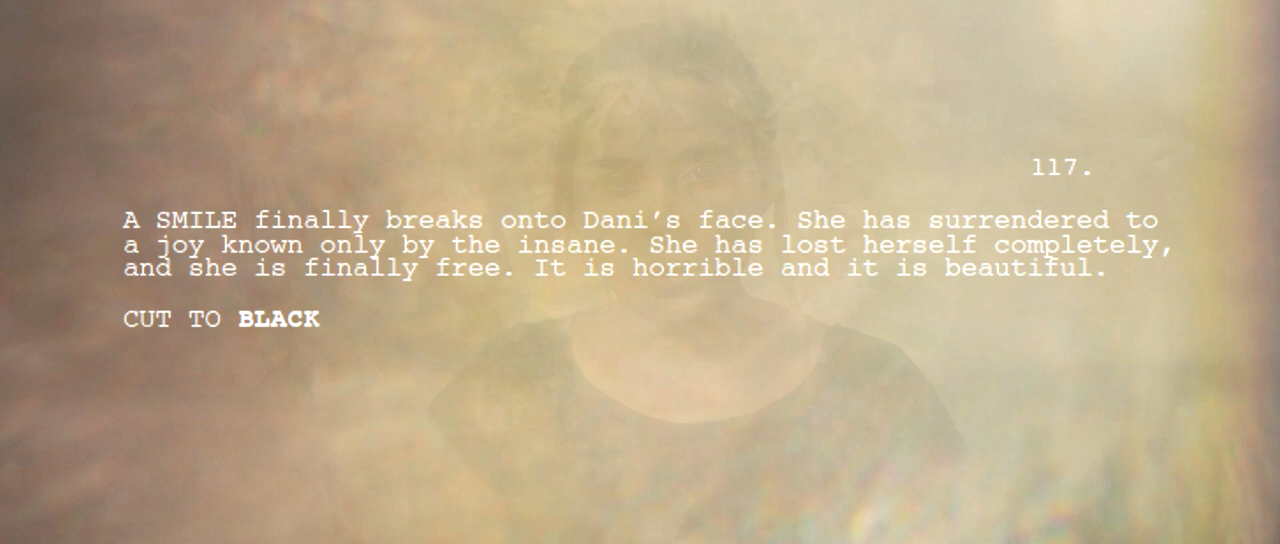 117.
A SMILE finally breaks onto Dani’s face. She has surrendered to
a joy known only by the insane. She has lost herself completely,
and she is finally free. It is horrible and it is beautiful.
CUT TO BLACK